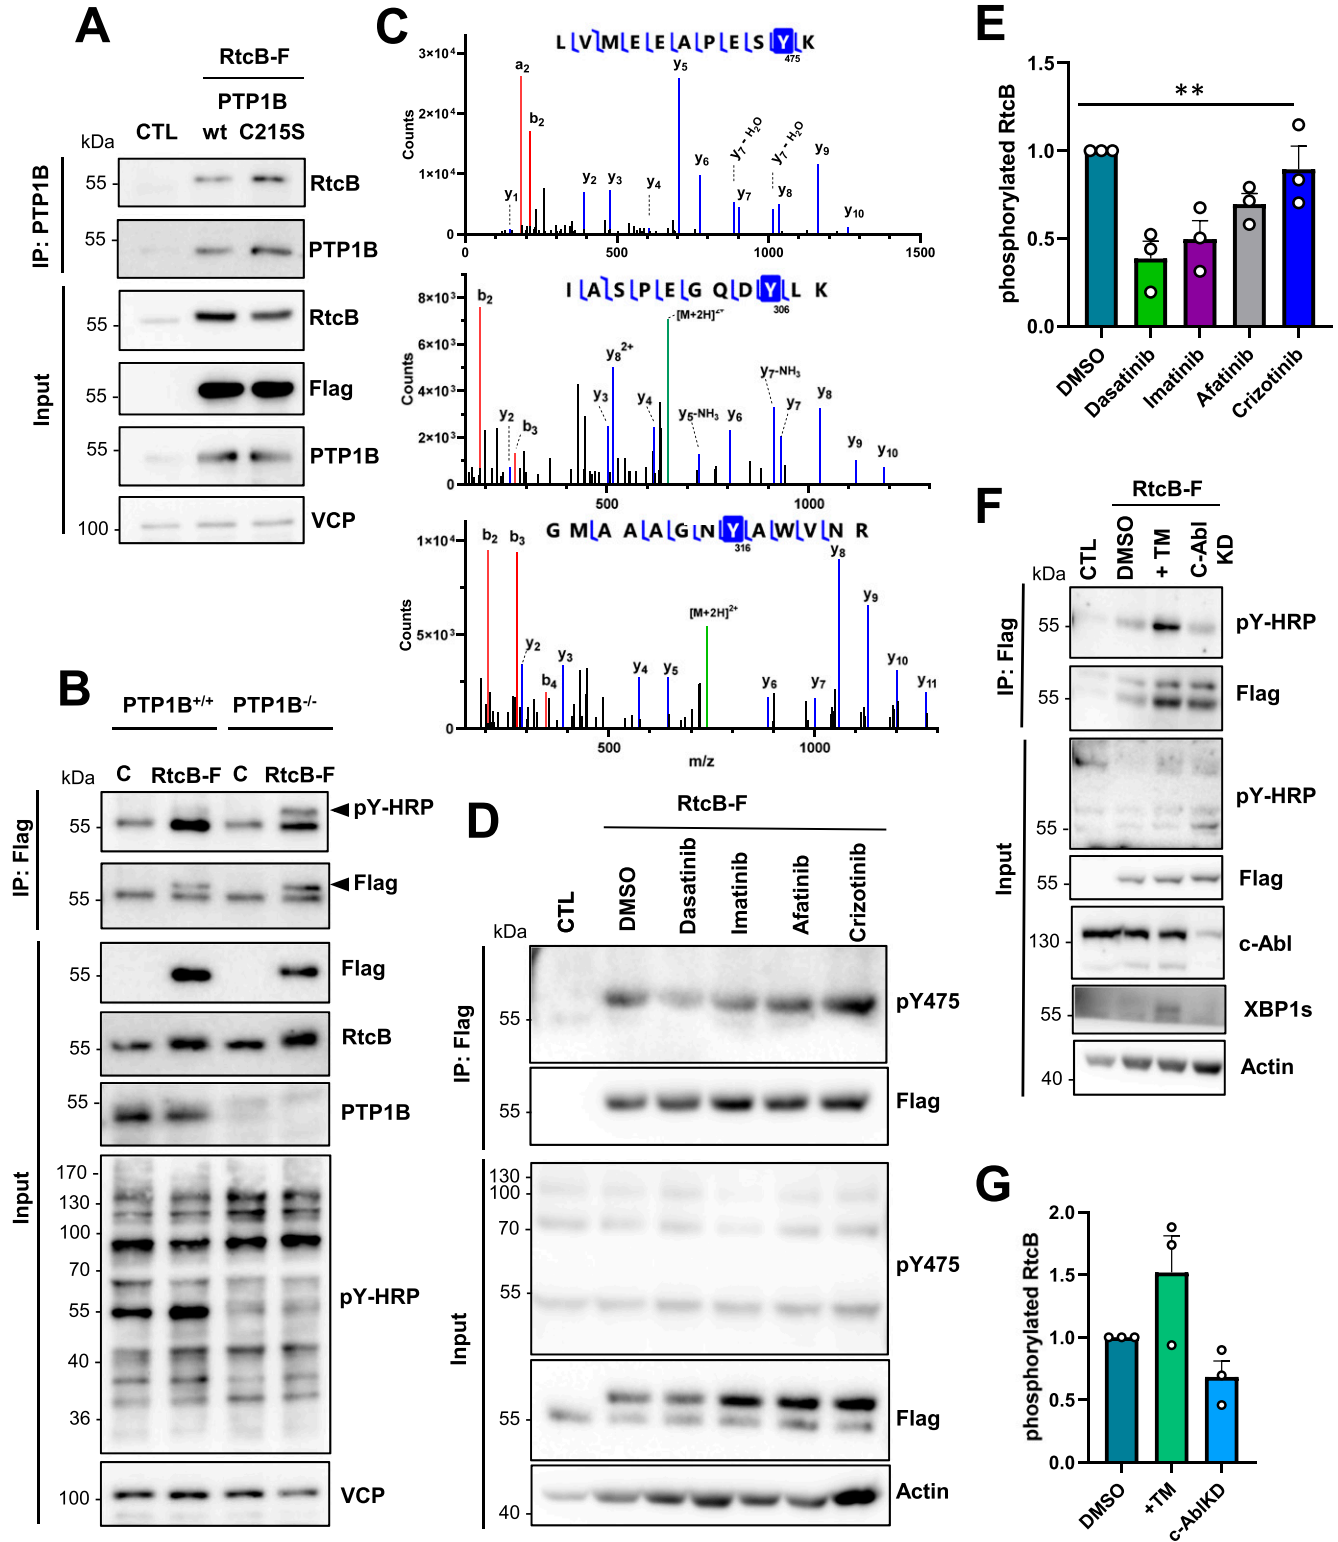 A
RtcB-F
PTP1B
kDa
CTL
wt
C215S
IP: PTP1B
55
RtcB
55
PTP1B
Input
55
RtcB
55
Flag
55
PTP1B
100
VCP
B
PTP1B+/+
PTP1B-/-
kDa
C
RtcB-F
C
RtcB-F
IP: Flag
55
pY-HRP
55
Flag
Input
55
Flag
55
RtcB
55
PTP1B
170
130
100
70
55
40
36
pY-HRP
100
VCP
C
LVMEEAPESYK
475
Counts
3×10⁴
2×10⁴
1×10⁴
0
a₂
b₂
y₁
y₂
y₃
y₄
y₅
y₆
y₇ - H₂O
y₇
y₇ - H₂O
y₈
y₉
y₁₀
0
500
1000
1500
IASPEGQDYLK
306
Counts
8×10³
6×10³
4×10³
2×10³
0
b₂
y₂
b₃
y₃
y₈²⁺
y₄
[M+2H]²⁺
y₅-NH₃
y₆
y₇-NH₃
y₇
y₈
y₉
y₁₀
500
1000
GMAAAGNYAWVNR
316
Counts
1×10⁴
5×10³
0
b₂
b₃
y₂
b₄
y₃
y₄
y₅
[M+2H]²⁺
y₆
y₇
y₈
y₉
y₁₀
y₁₁
500
1000
m/z
D
RtcB-F
kDa
CTL
DMSO
Dasatinib
Imatinib
Afatinib
Crizotinib
IP: Flag
55
pY475
55
Flag
Input
130
100
70
55
pY475
55
Flag
40
Actin
E
phosphorylated RtcB
1.5
1.0
0.5
0.0
**
DMSO
Dasatinib
Imatinib
Afatinib
Crizotinib
F
RtcB-F
kDa
CTL
DMSO
+ TM
C-Abl
KD
IP: Flag
55
pY-HRP
55
Flag
Input
55
pY-HRP
55
Flag
130
c-Abl
55
XBP1s
40
Actin
G
phosphorylated RtcB
2.0
1.5
1.0
0.5
0.0
DMSO
+TM
c-AblKD